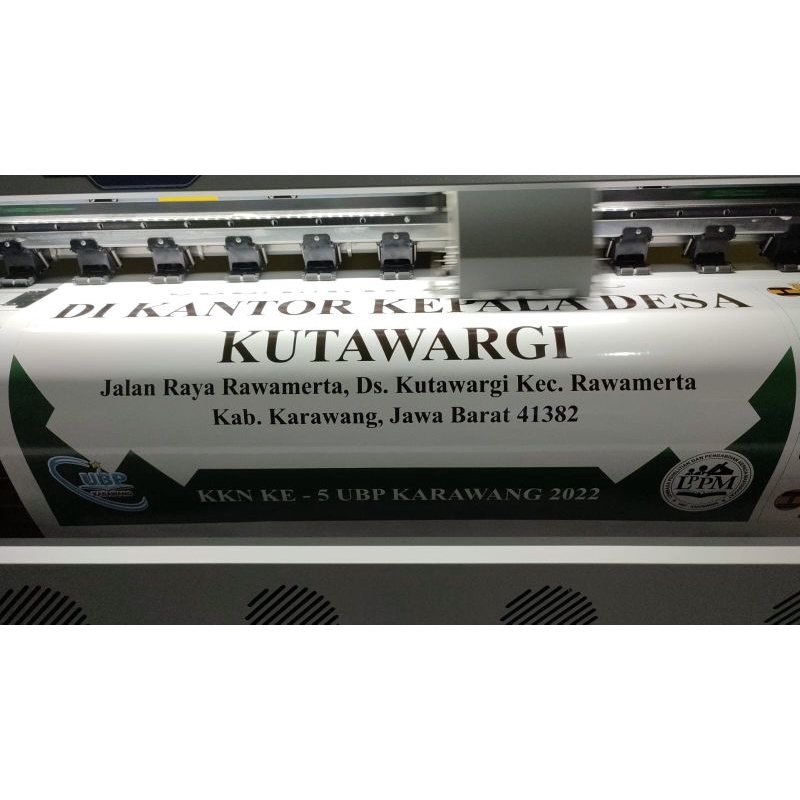 DI KANTOR KEPALA DESA
KUTAWARGI
Jalan Raya Rawamerta, Ds. Kutawargi Kec. Rawamerta
Kab. Karawang, Jawa Barat 41382
UBP
KARAWANG
KKN KE - 5 UBP KARAWANG 2022
LPPM